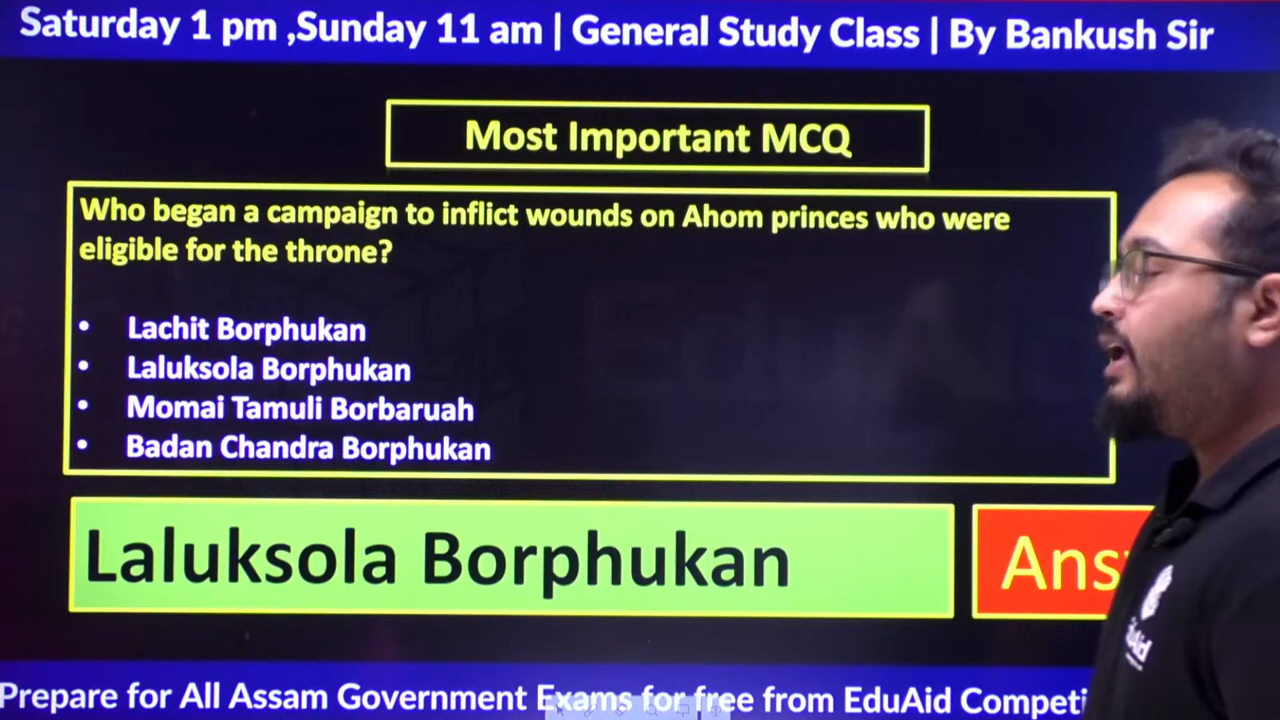 Saturday 1 pm ,Sunday 11 am | General Study Class | By Bankush Sir
Most Important MCQ
Who began a campaign to inflict wounds on Ahom princes who were
eligible for the throne?
• Lachit Borphukan
• Laluksola Borphukan
• Momai Tamuli Borbaruah
• Badan Chandra Borphukan
Laluksola Borphukan
Ans
Prepare for All Assam Government Exams for free from EduAid Competi